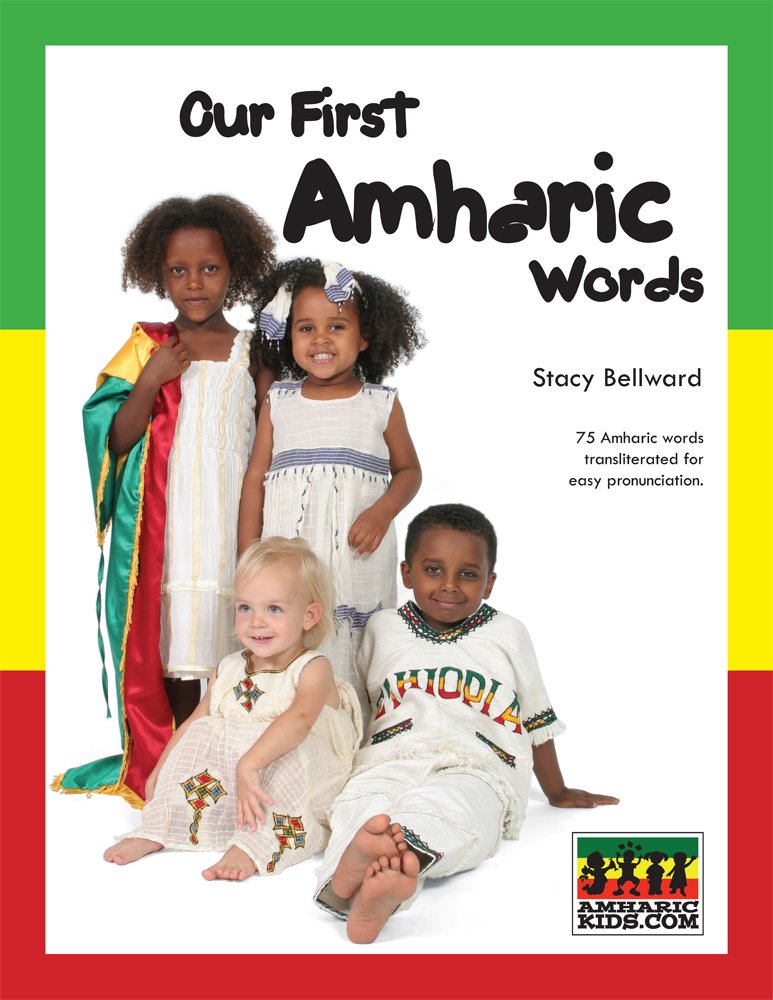 Our First
Amharic
Words
Stacy Bellward
75 Amharic words
transliterated for
easy pronunciation.
ETHIOPIA
AMHARIC
KIDS.COM